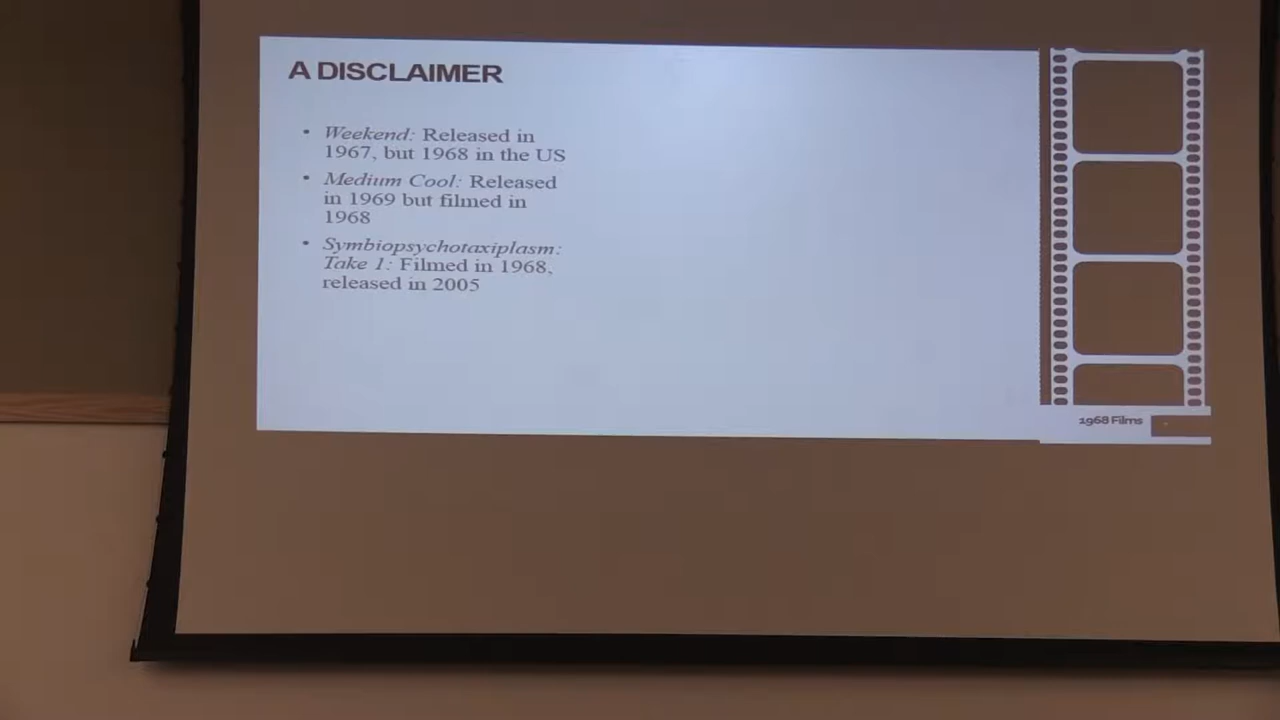 A DISCLAIMER
• Weekend: Released in
1967, but 1968 in the US
• Medium Cool: Released
in 1969 but filmed in
1968
• Symbiopsychotaxiplasm:
Take 1: Filmed in 1968,
released in 2005
1968 Films